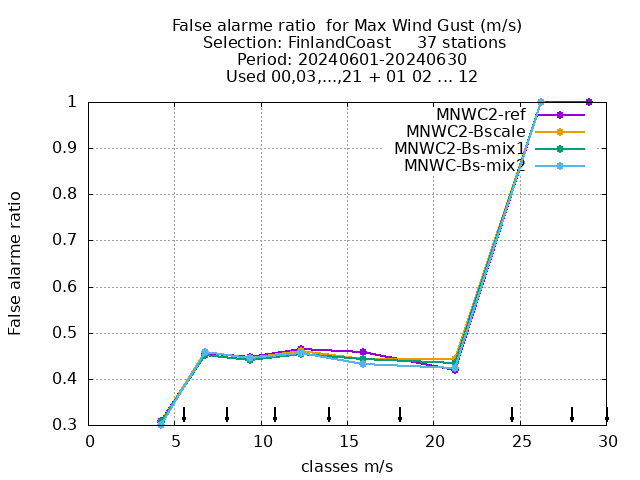 False alarme ratio  for Max Wind Gust (m/s)
Selection: FinlandCoast     37 stations
Period: 20240601-20240630
Used 00,03,...,21 + 01 02 ... 12
False alarme ratio
1
0.9
0.8
0.7
0.6
0.5
0.4
0.3
MNWC2-ref
MNWC2-Bscale
MNWC2-Bs-mix1
MNWC-Bs-mix2
0 5 10 15 20 25 30
classes m/s